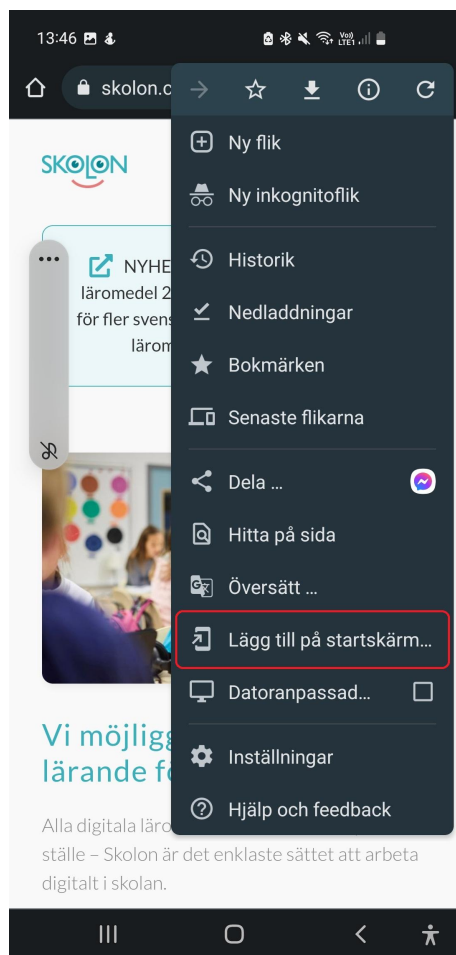 13:46
Vo))
LTE1
skolon.c
SKOLON
NYHE
läromedel 2
för fler svens
lärom
Ny flik
Ny inkognitoflik
Historik
Nedladdningar
Bokmärken
Senaste flikarna
Dela ...
Hitta på sida
Översätt ...
Lägg till på startskärm...
Datoranpassad...
Inställningar
Hjälp och feedback
Vi möjligg
lärande fö
Alla digitala läro
ställe – Skolon är det enklaste sättet att arbeta
digitalt i skolan.